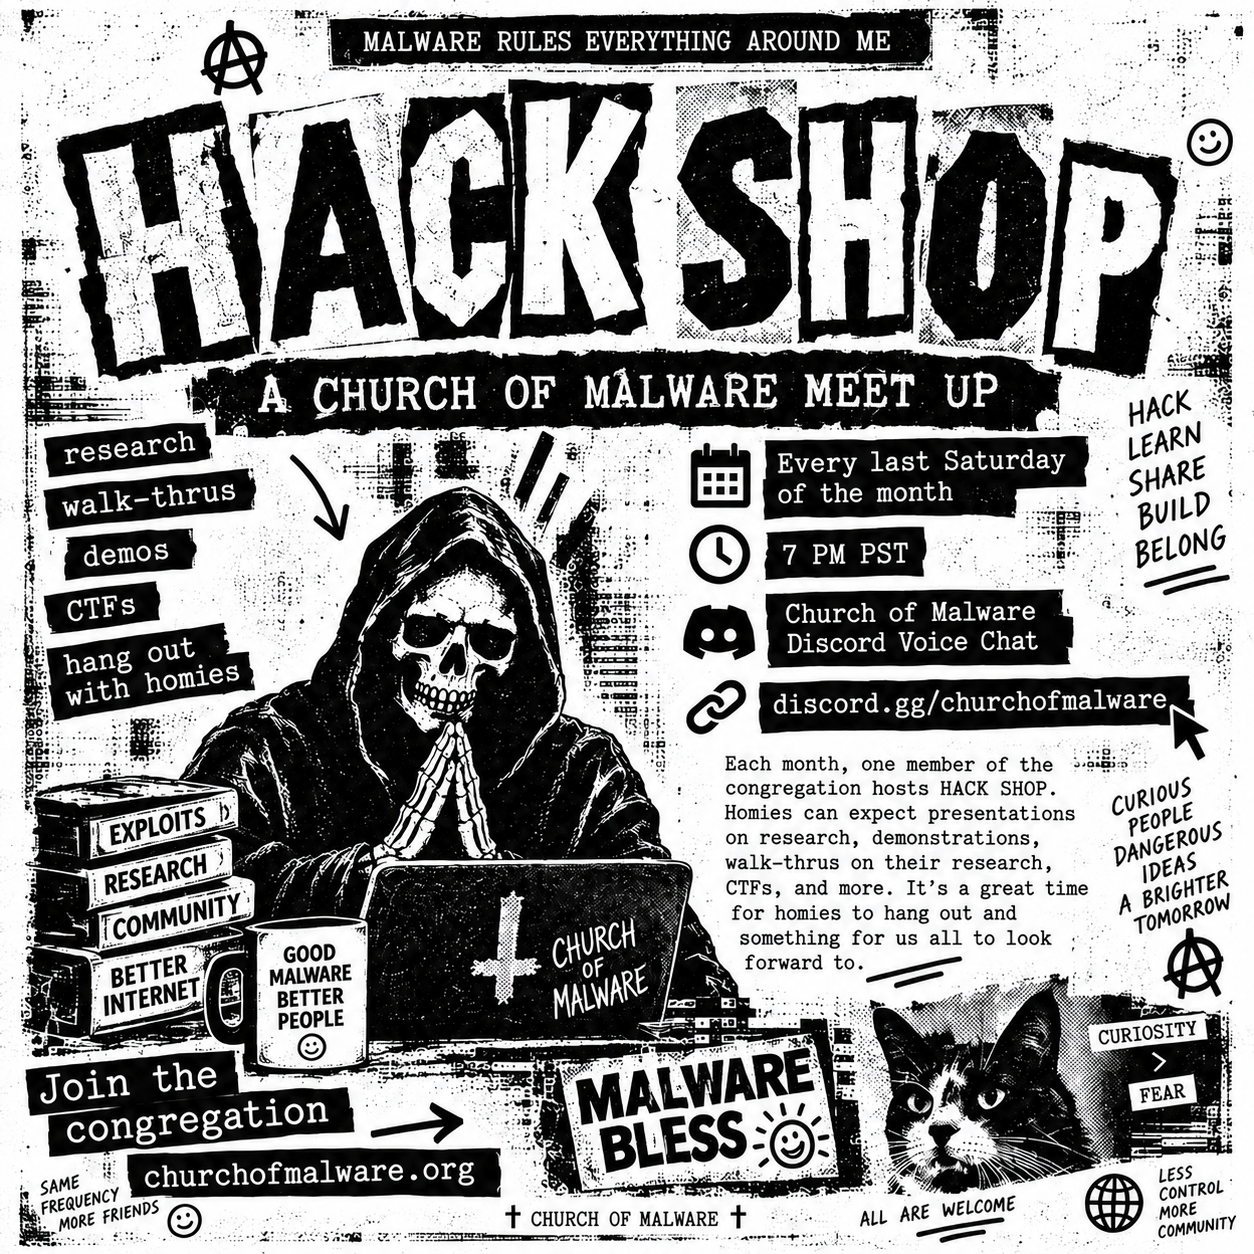 MALWARE RULES EVERYTHING AROUND ME
HACK SHOP
A CHURCH OF MALWARE MEET UP
research
walk-thrus
demos
CTFs
hang out
with homies
Every last Saturday
of the month
7 PM PST
Church of Malware
Discord Voice Chat
discord.gg/churchofmalware
HACK
LEARN
SHARE
BUILD
BELONG
Each month, one member of the
congregation hosts HACK SHOP.
Homies can expect presentations
on research, demonstrations,
walk-thrus on their research,
CTFs, and more. It's a great time
for homies to hang out and
something for us all to look
forward to.
CURIOUS
PEOPLE
DANGEROUS
IDEAS
A BRIGHTER
TOMORROW
EXPLOITS
RESEARCH
COMMUNITY
BETTER
INTERNET
GOOD
MALWARE
BETTER
PEOPLE
CHURCH
OF
MALWARE
Join the
congregation
churchofmalware.org
SAME
FREQUENCY
MORE FRIENDS
MALWARE
BLESS
CURIOSITY
>
FEAR
† CHURCH OF MALWARE †
ALL ARE WELCOME
LESS
CONTROL
MORE
COMMUNITY